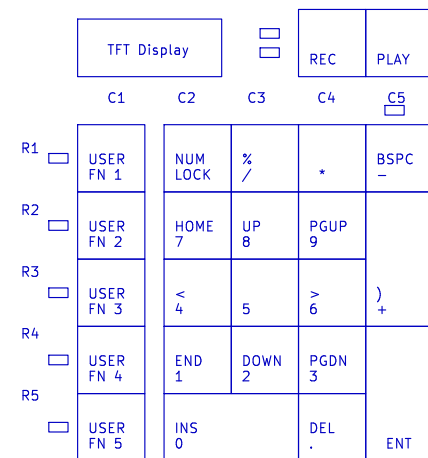 TFT Display
REC
PLAY
C1
C2
C3
C4
C5
R1
USER
FN 1
NUM
LOCK
%
/
*
BSPC
-
R2
USER
FN 2
HOME
7
UP
8
PGUP
9
R3
USER
FN 3
<
4
5
>
6
)
+
R4
USER
FN 4
END
1
DOWN
2
PGDN
3
R5
USER
FN 5
INS
0
DEL
.
ENT